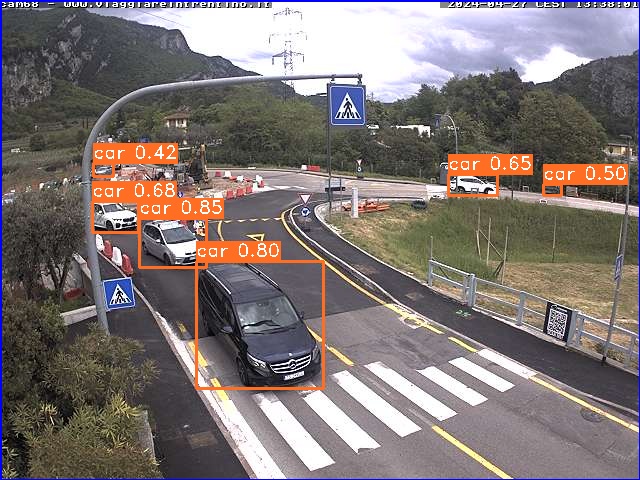 cam68 - www.viaggiareintrentino.it
2024-04-27 CEST 13:38:01
car 0.42
car 0.65
car 0.50
car 0.68
car 0.85
car 0.80